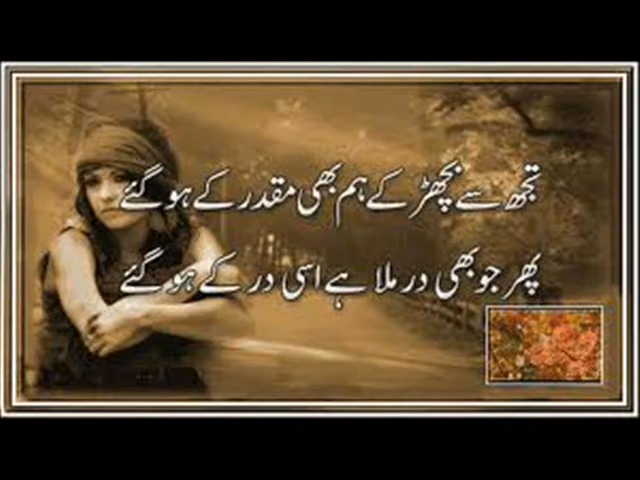 تجھ سے بچھڑ کے ہم بھی مقدر کے ہو گئے
پھر جو بھی در ملا ہے اسی در کے ہو گئے